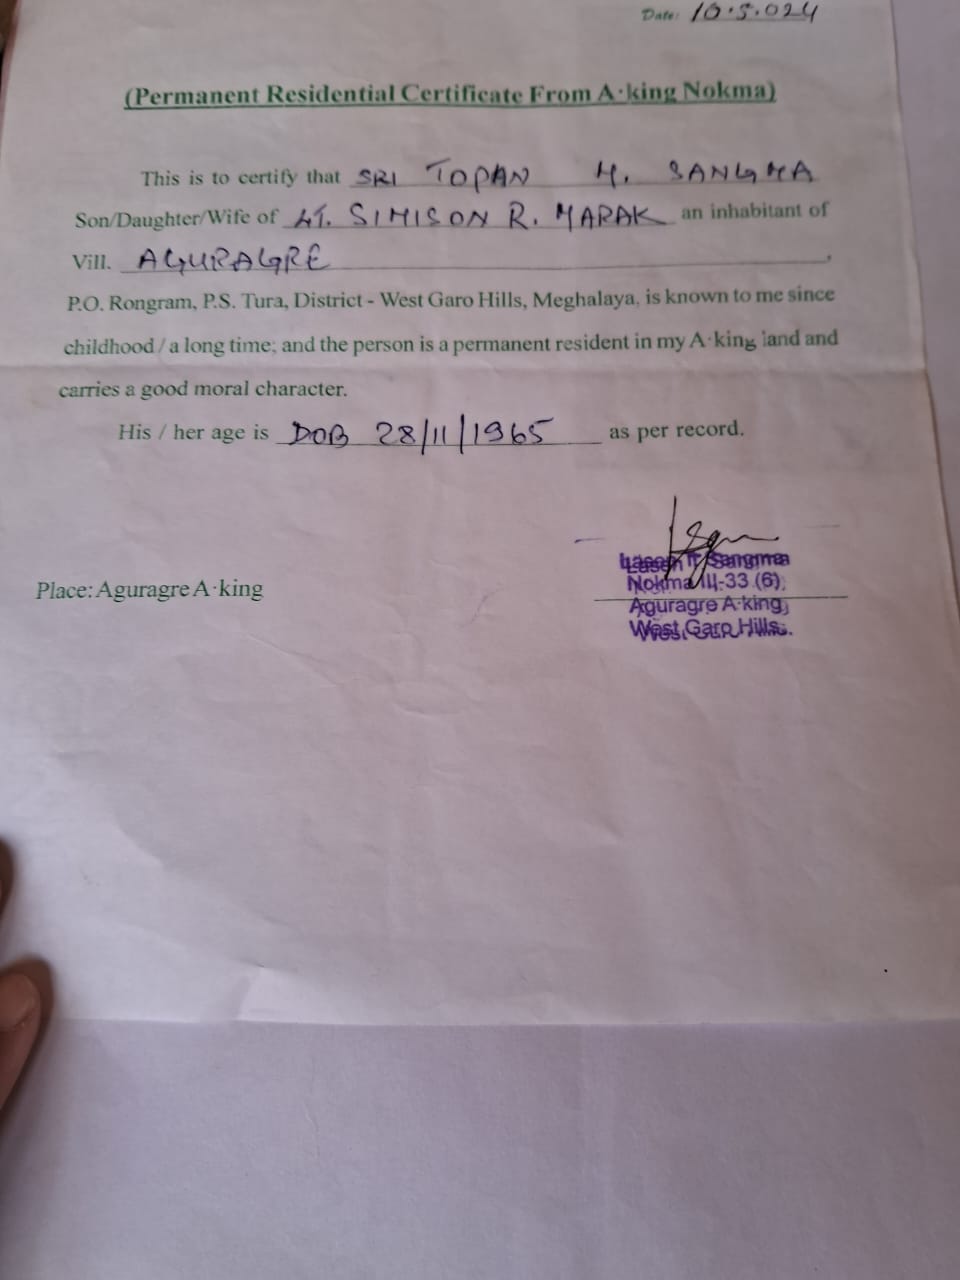 Date: 10.5.024
(Permanent Residential Certificate From A·king Nokma)
This is to certify that SRI TOPAN M. SANGMA
Son/Daughter/Wife of LT. SIMISON R. MARAK an inhabitant of
Vill. AGURAGRE ,
P.O. Rongram, P.S. Tura, District - West Garo Hills, Meghalaya, is known to me since
childhood / a long time; and the person is a permanent resident in my A·king land and
carries a good moral character.
His / her age is DOB 28/11/1965 as per record.
Sangma
Nokma 33 (6),
Place: Aguragre A·king
Aguragre A·king,
West Garo Hills.